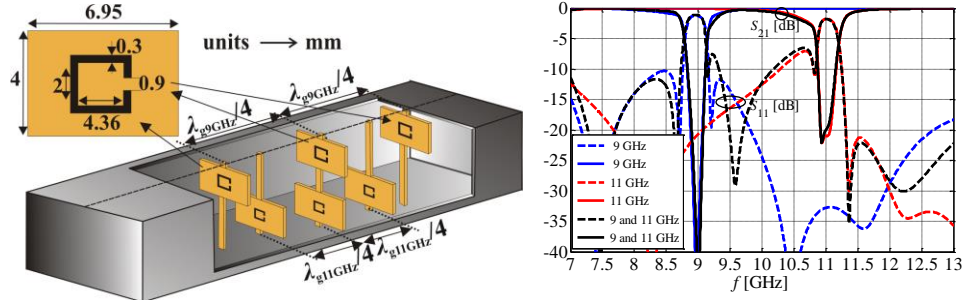 6.95
4
0.3
2
0.9
4.36
units → mm
λg9GHz/4
λg9GHz/4
λg11GHz/4
λg11GHz/4
0
-5
-10
-15
-20
-25
-30
-35
-40
S21 [dB]
S11 [dB]
9 GHz
9 GHz
11 GHz
11 GHz
9 and 11 GHz
9 and 11 GHz
7 7.5 8 8.5 9 9.5 10 10.5 11 11.5 12 12.5 13
f [GHz]